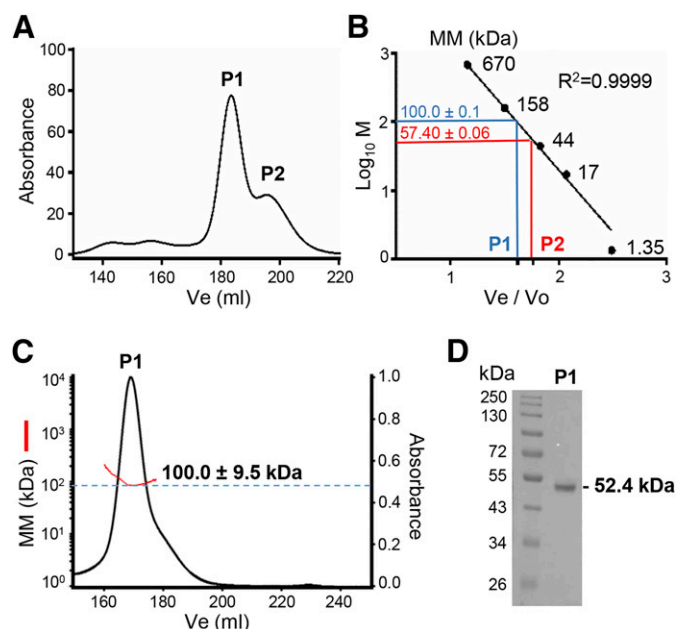 A
100
80
60
40
20
0
Absorbance
P1
P2
140
160
180
200
220
Ve (ml)
B
MM (kDa)
3
2
1
0
Log10 M
670
158
44
17
1.35
R²=0.9999
100.0 ± 0.1
57.40 ± 0.06
P1
P2
1
2
3
Ve / Vo
C
P1
10⁴
10³
10²
10¹
10⁰
MM (kDa)
100.0 ± 9.5 kDa
1.0
0.8
0.6
0.4
0.2
0.0
Absorbance
160
180
200
220
240
Ve (ml)
D
kDa
P1
250
130
72
55
43
34
26
- 52.4 kDa